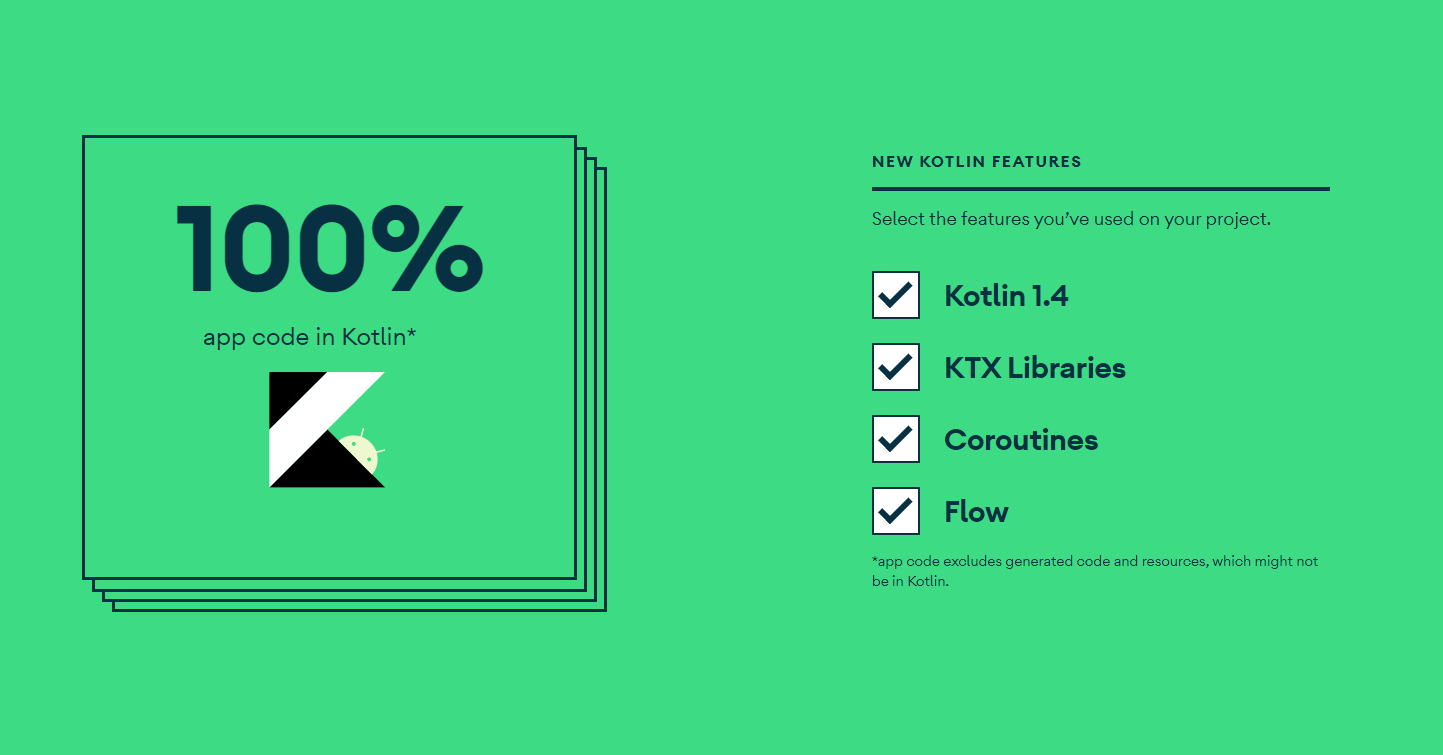 100%
app code in Kotlin*
NEW KOTLIN FEATURES
Select the features you’ve used on your project.
Kotlin 1.4
KTX Libraries
Coroutines
Flow
*app code excludes generated code and resources, which might not
be in Kotlin.